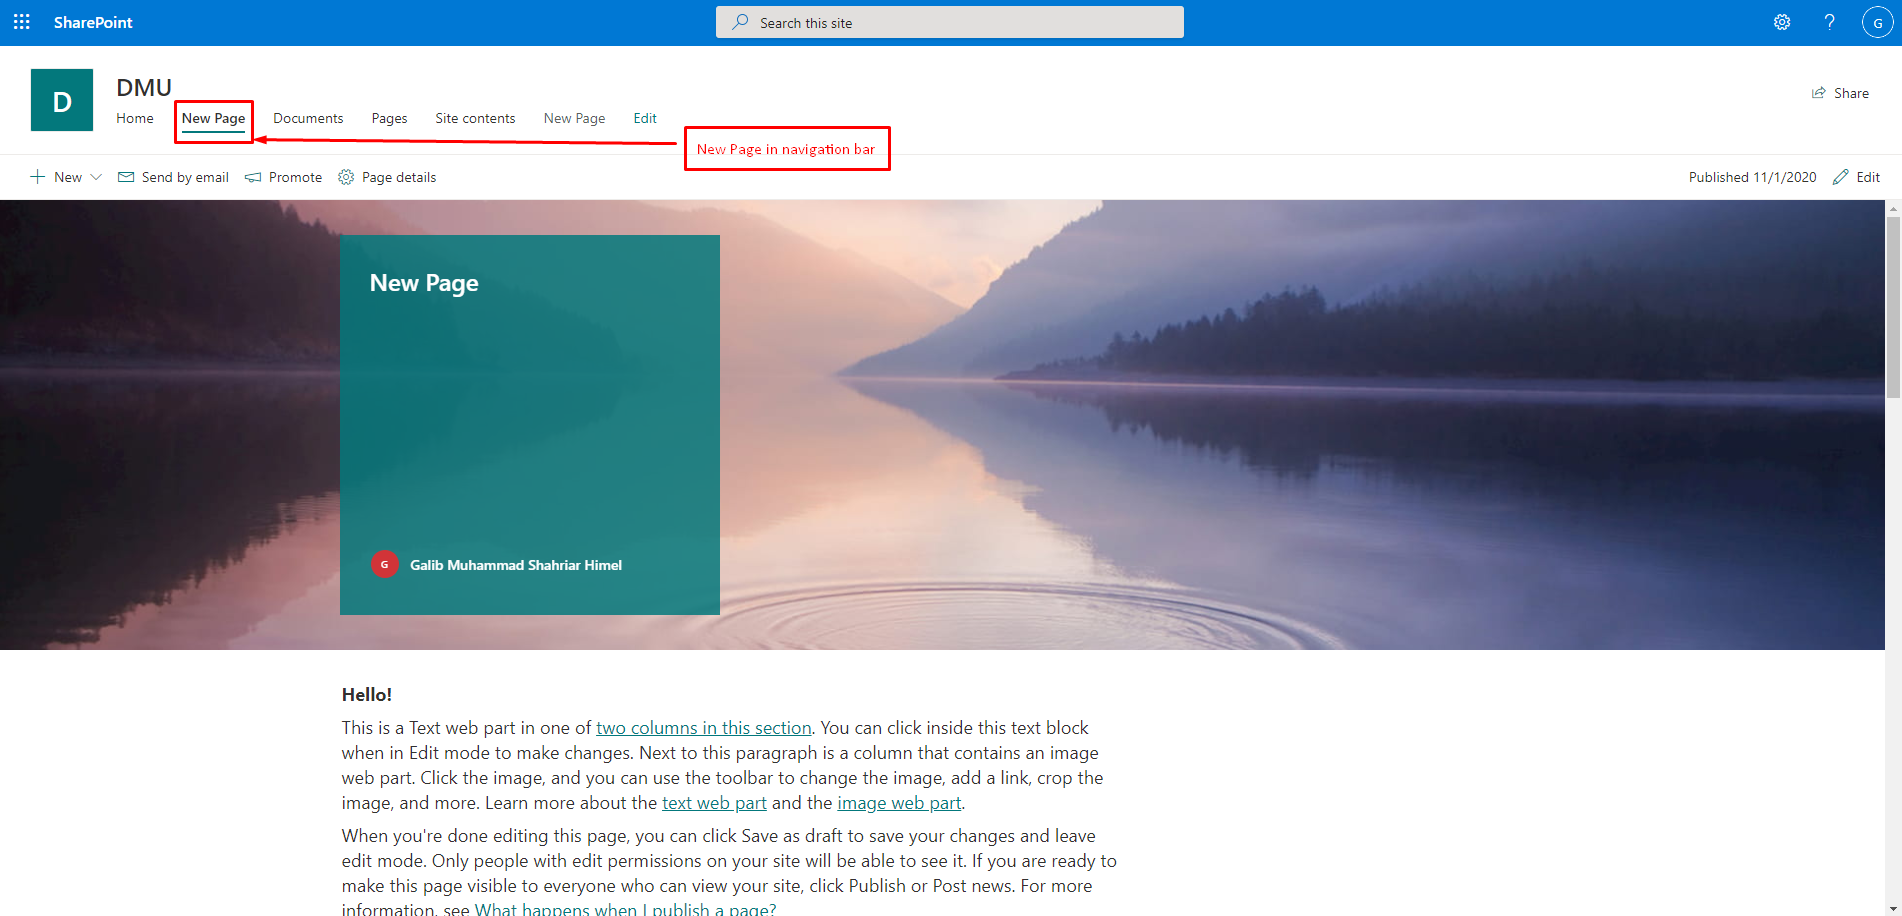 SharePoint
Search this site
G
D
DMU
Share
Home New Page Documents Pages Site contents New Page Edit
New Page in navigation bar
New Send by email Promote Page details
Published 11/1/2020 Edit
New Page
G Galib Muhammad Shahriar Himel
Hello!
This is a Text web part in one of two columns in this section. You can click inside this text block
when in Edit mode to make changes. Next to this paragraph is a column that contains an image
web part. Click the image, and you can use the toolbar to change the image, add a link, crop the
image, and more. Learn more about the text web part and the image web part.
When you're done editing this page, you can click Save as draft to save your changes and leave
edit mode. Only people with edit permissions on your site will be able to see it. If you are ready to
make this page visible to everyone who can view your site, click Publish or Post news. For more
information, see What happens when I publish a page?